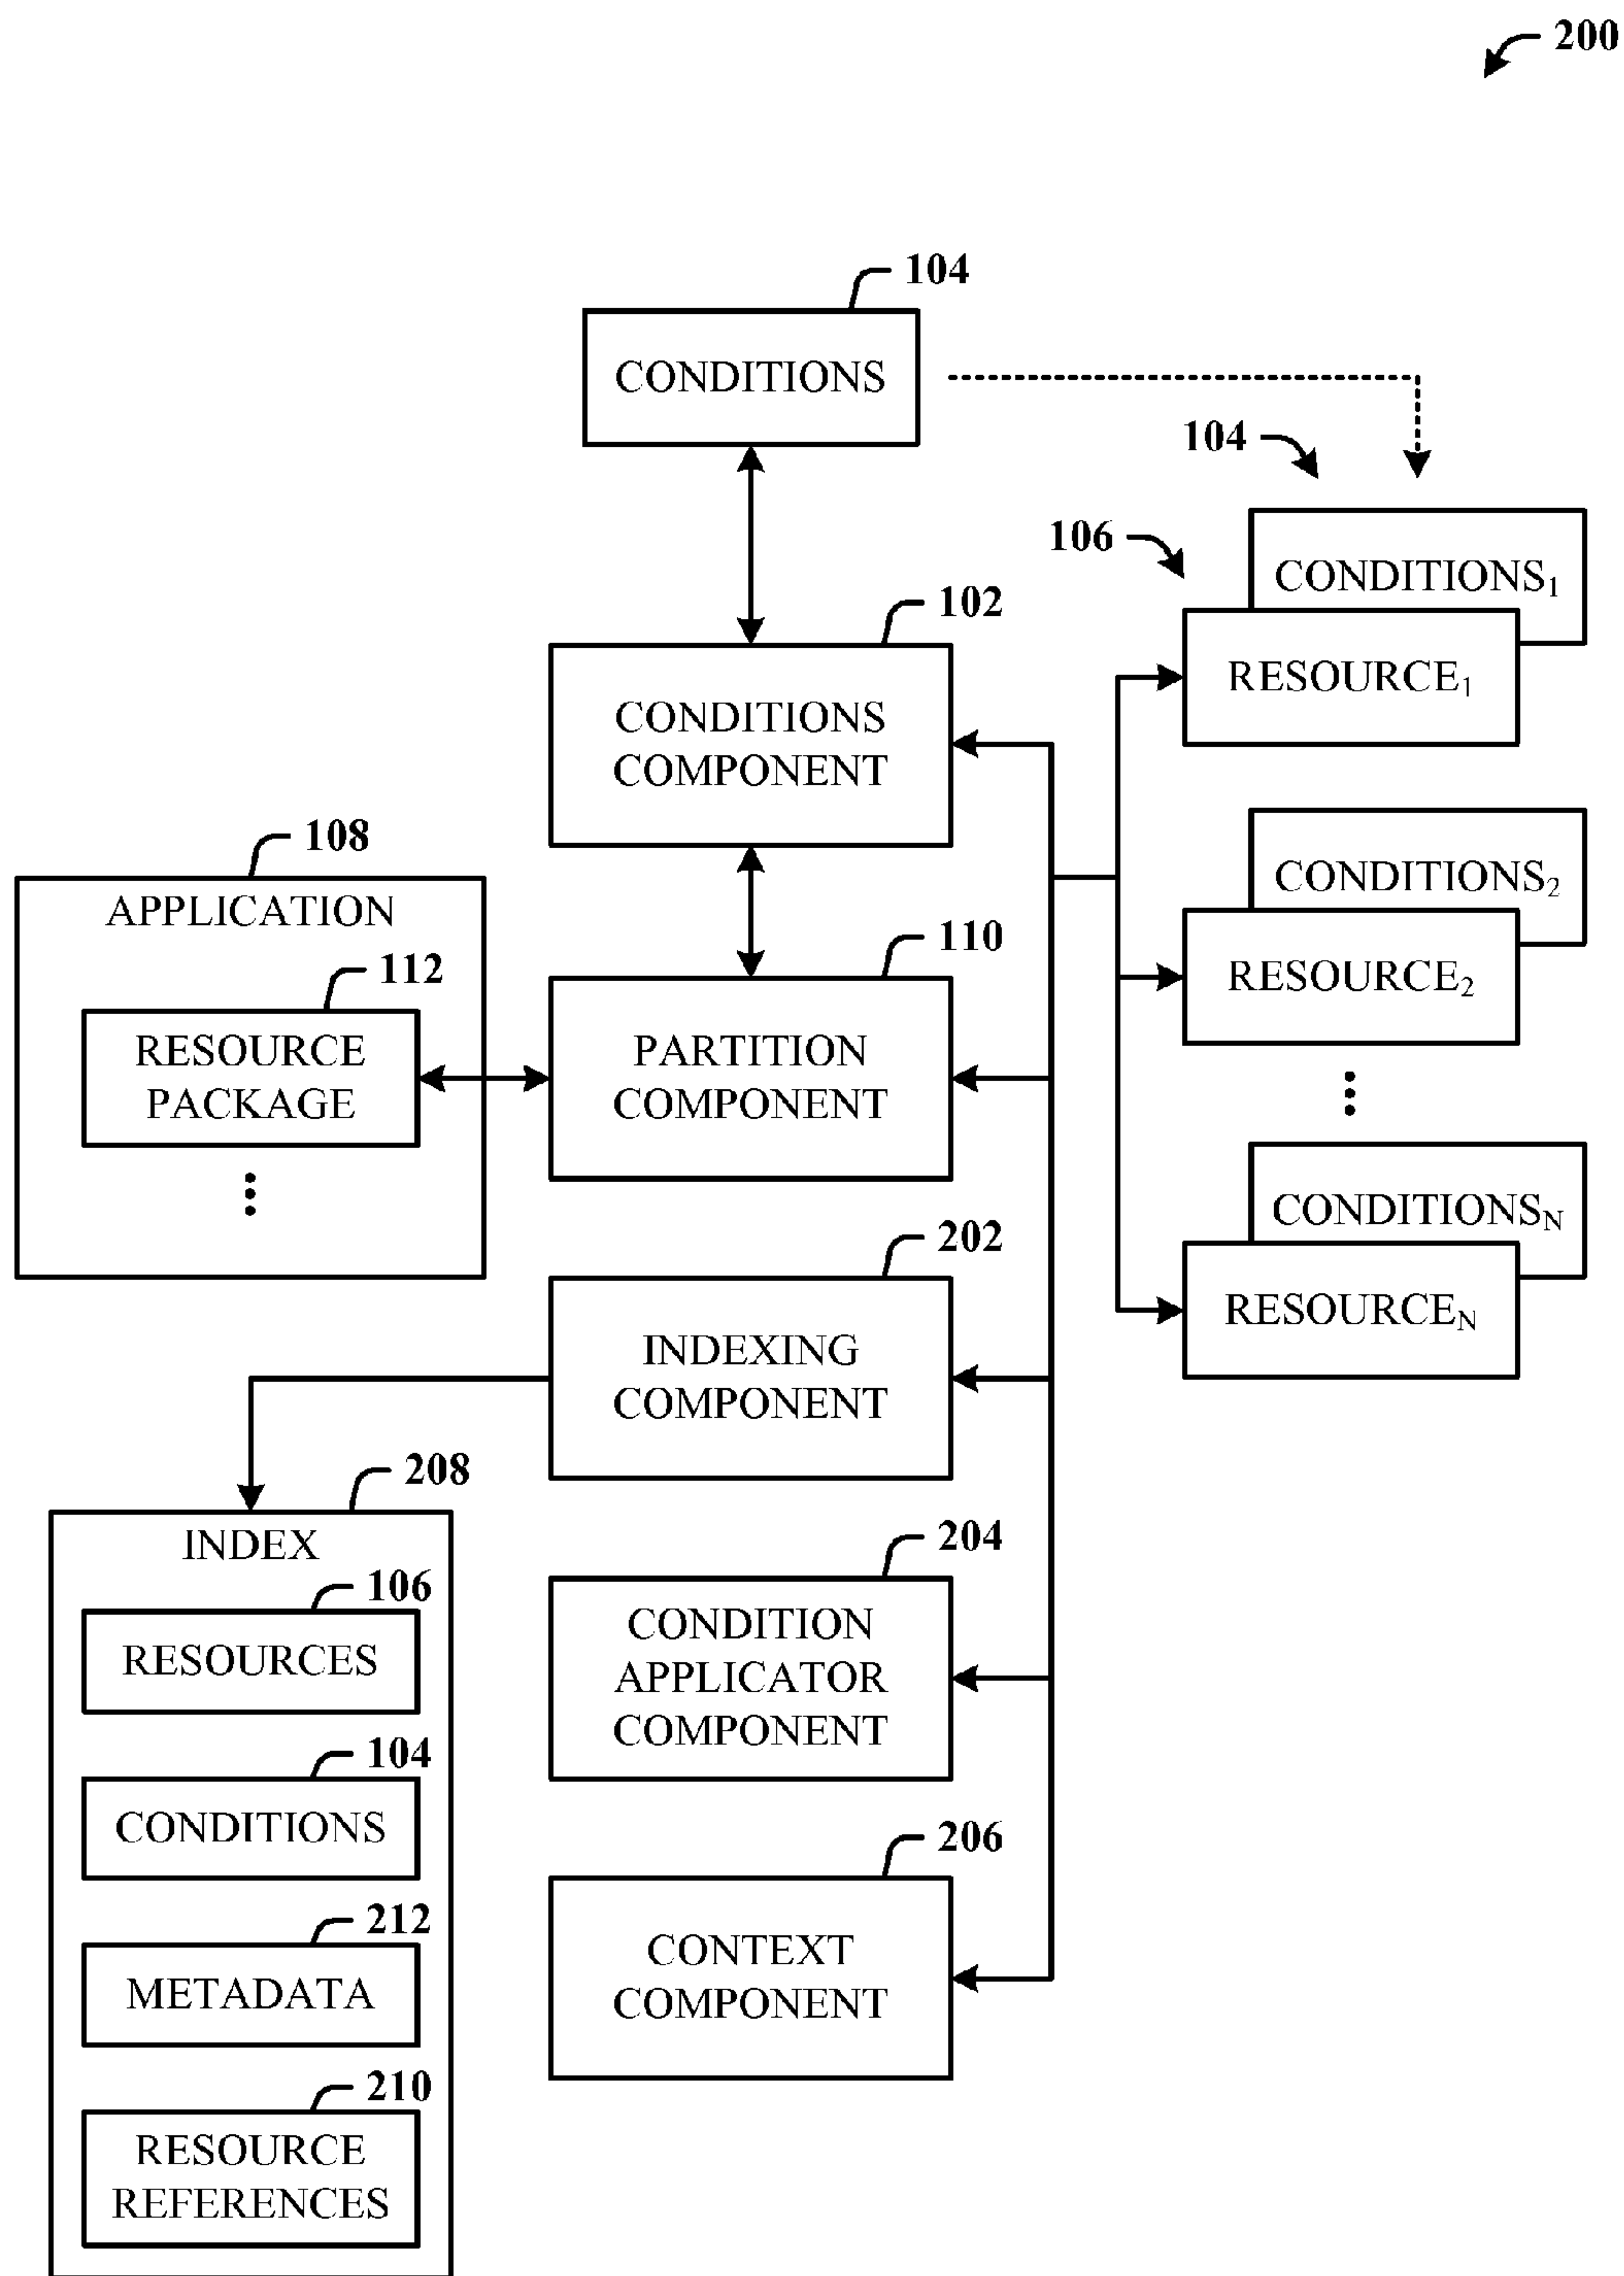 200
104
CONDITIONS
104
106
CONDITIONS1
102
RESOURCE1
CONDITIONS
COMPONENT
108
APPLICATION
CONDITIONS2
110
112
RESOURCE2
RESOURCE
PACKAGE
PARTITION
COMPONENT
CONDITIONSN
202
RESOURCEN
INDEXING
COMPONENT
208
INDEX
204
106
RESOURCES
CONDITION
APPLICATOR
COMPONENT
104
CONDITIONS
206
212
METADATA
CONTEXT
COMPONENT
210
RESOURCE
REFERENCES